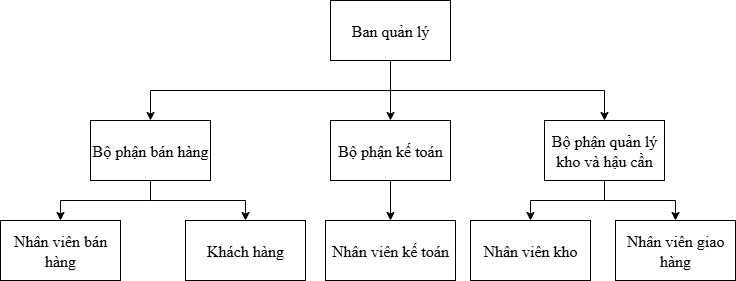 Ban quản lý
Bộ phận bán hàng
Bộ phận kế toán
Bộ phận quản lý
kho và hậu cần
Nhân viên bán
hàng
Khách hàng
Nhân viên kế toán
Nhân viên kho
Nhân viên giao
hàng